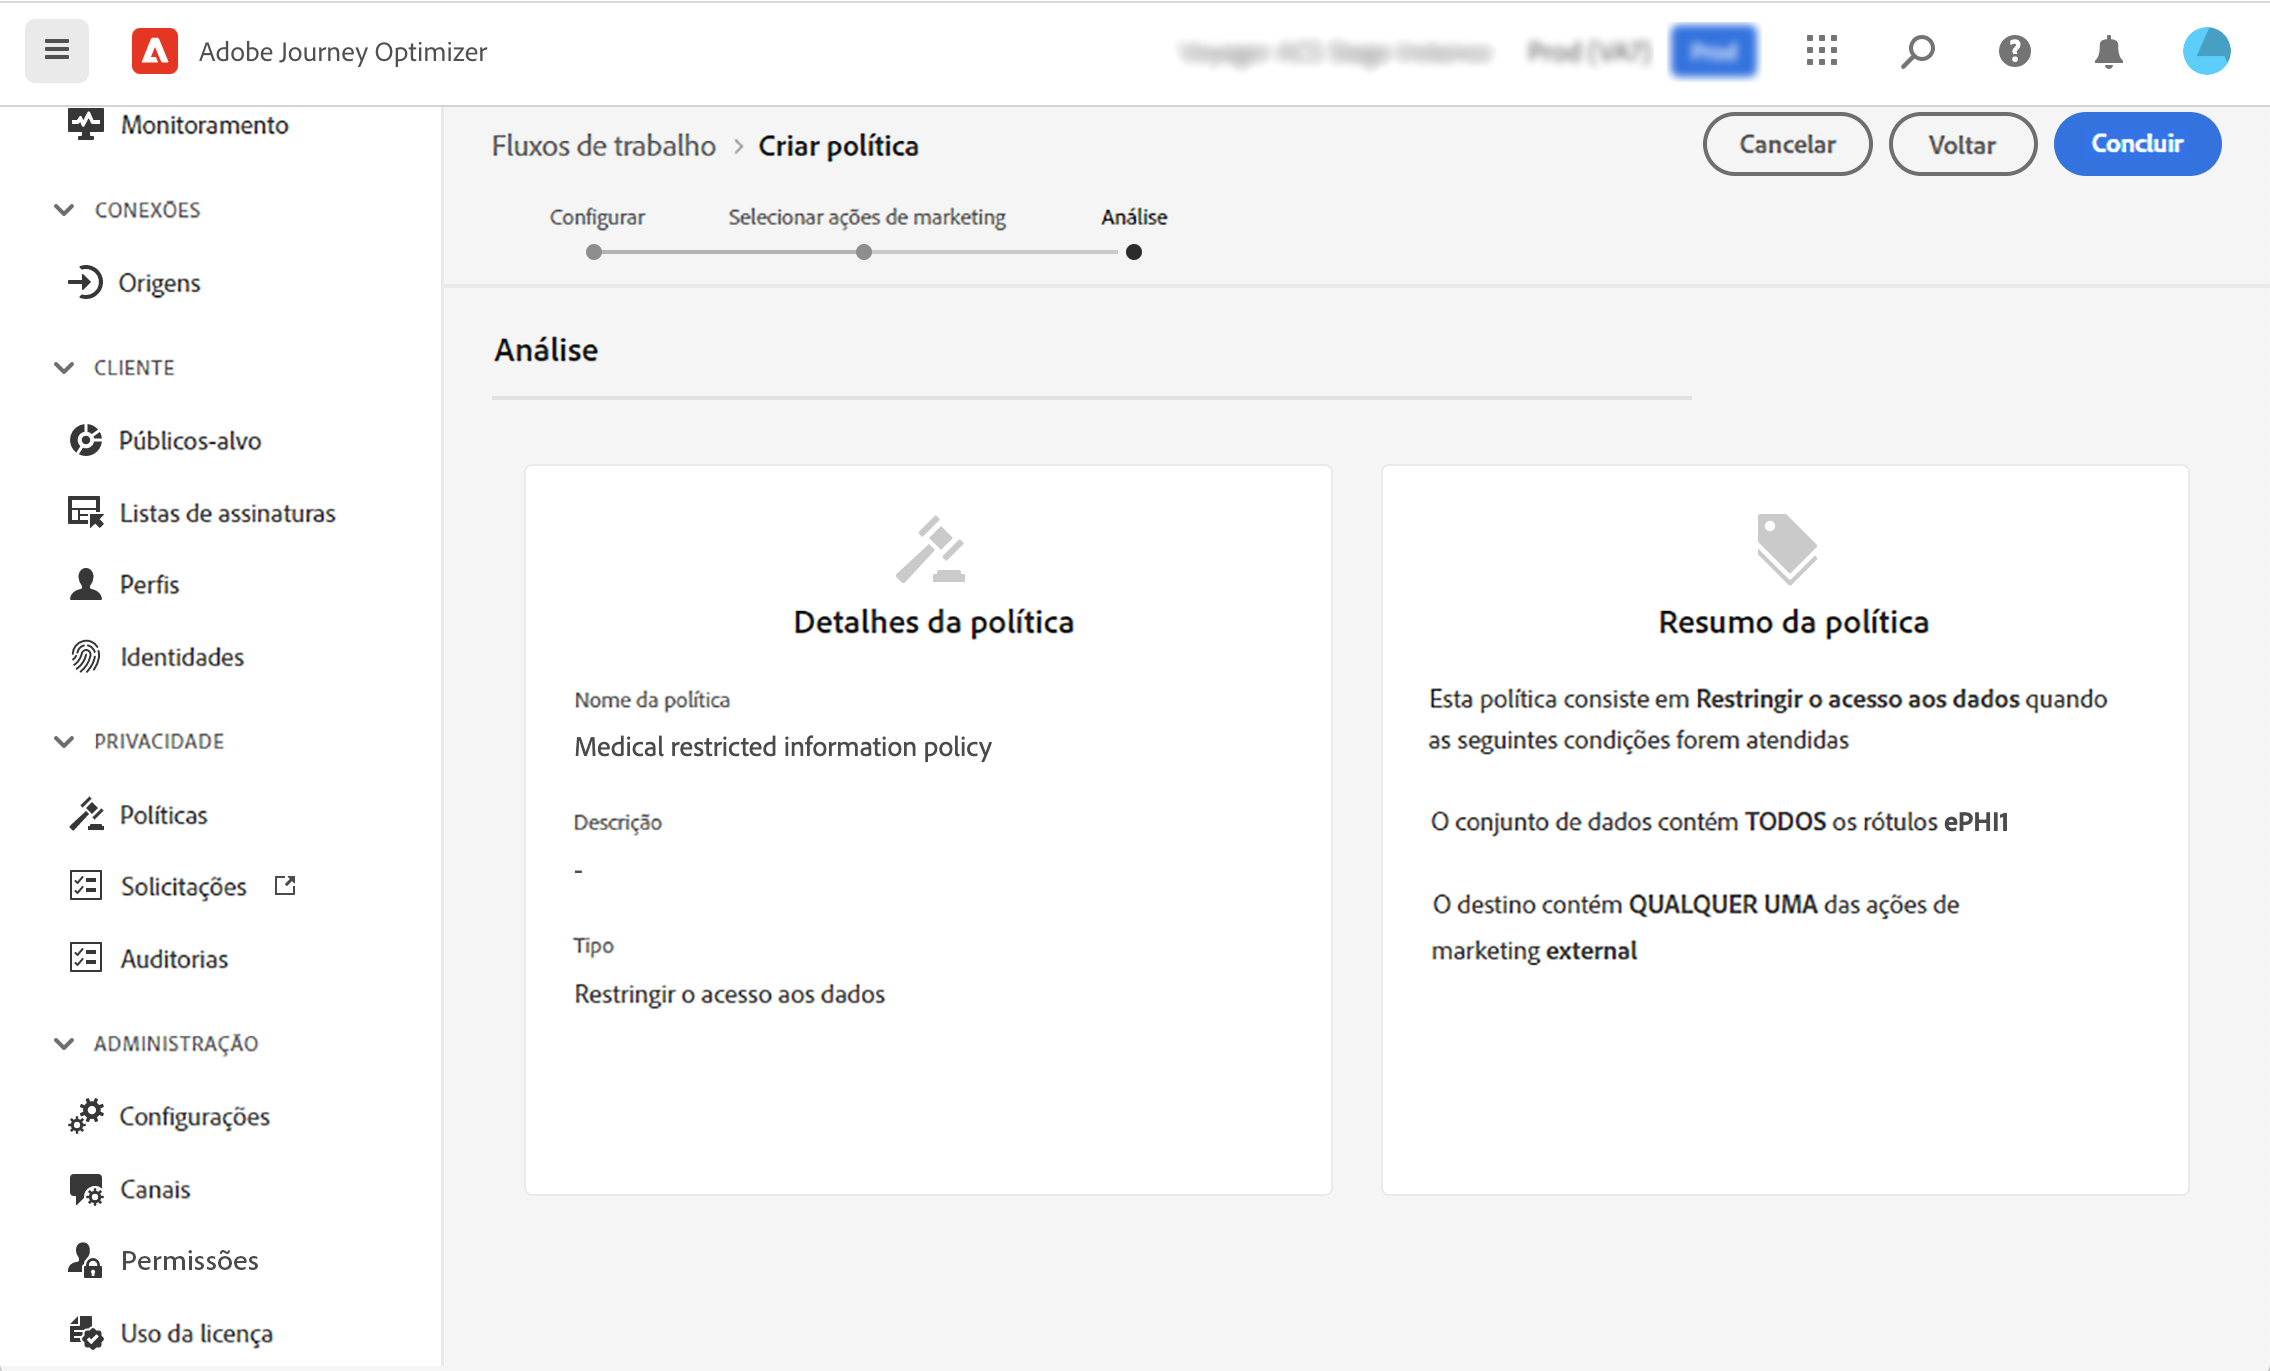 Adobe Journey Optimizer
Prod (VA7)
Prod
Monitoramento
CONEXÕES
Origens
CLIENTE
Públicos-alvo
Listas de assinaturas
Perfis
Identidades
PRIVACIDADE
Políticas
Solicitações
Auditorias
ADMINISTRAÇÃO
Configurações
Canais
Permissões
Uso da licença
Fluxos de trabalho > Criar política
Cancelar
Voltar
Concluir
Configurar
Selecionar ações de marketing
Análise
Análise
Detalhes da política
Nome da política
Medical restricted information policy
Descrição
-
Tipo
Restringir o acesso aos dados
Resumo da política
Esta política consiste em Restringir o acesso aos dados quando
as seguintes condições forem atendidas
O conjunto de dados contém TODOS os rótulos ePHI1
O destino contém QUALQUER UMA das ações de
marketing external